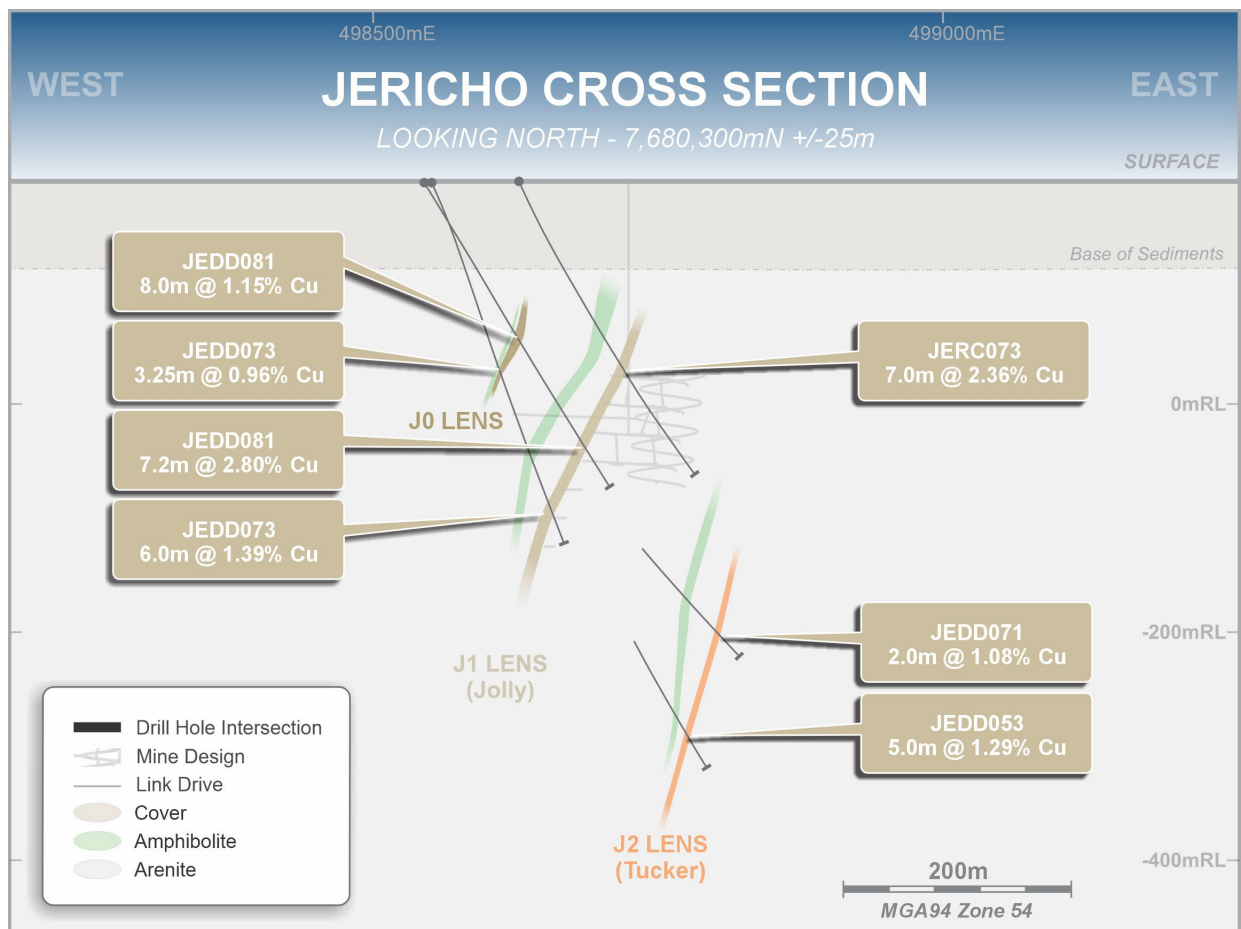 498500mE
499000mE
WEST
JERICHO CROSS SECTION
EAST
LOOKING NORTH - 7,680,300mN +/-25m
SURFACE
Base of Sediments
JEDD081
8.0m @ 1.15% Cu
JEDD073
3.25m @ 0.96% Cu
JERC073
7.0m @ 2.36% Cu
0mRL
J0 LENS
JEDD081
7.2m @ 2.80% Cu
JEDD073
6.0m @ 1.39% Cu
JEDD071
2.0m @ 1.08% Cu
-200mRL
J1 LENS
(Jolly)
JEDD053
5.0m @ 1.29% Cu
Drill Hole Intersection
Mine Design
Link Drive
Cover
Amphibolite
Arenite
J2 LENS
(Tucker)
-400mRL
200m
MGA94 Zone 54